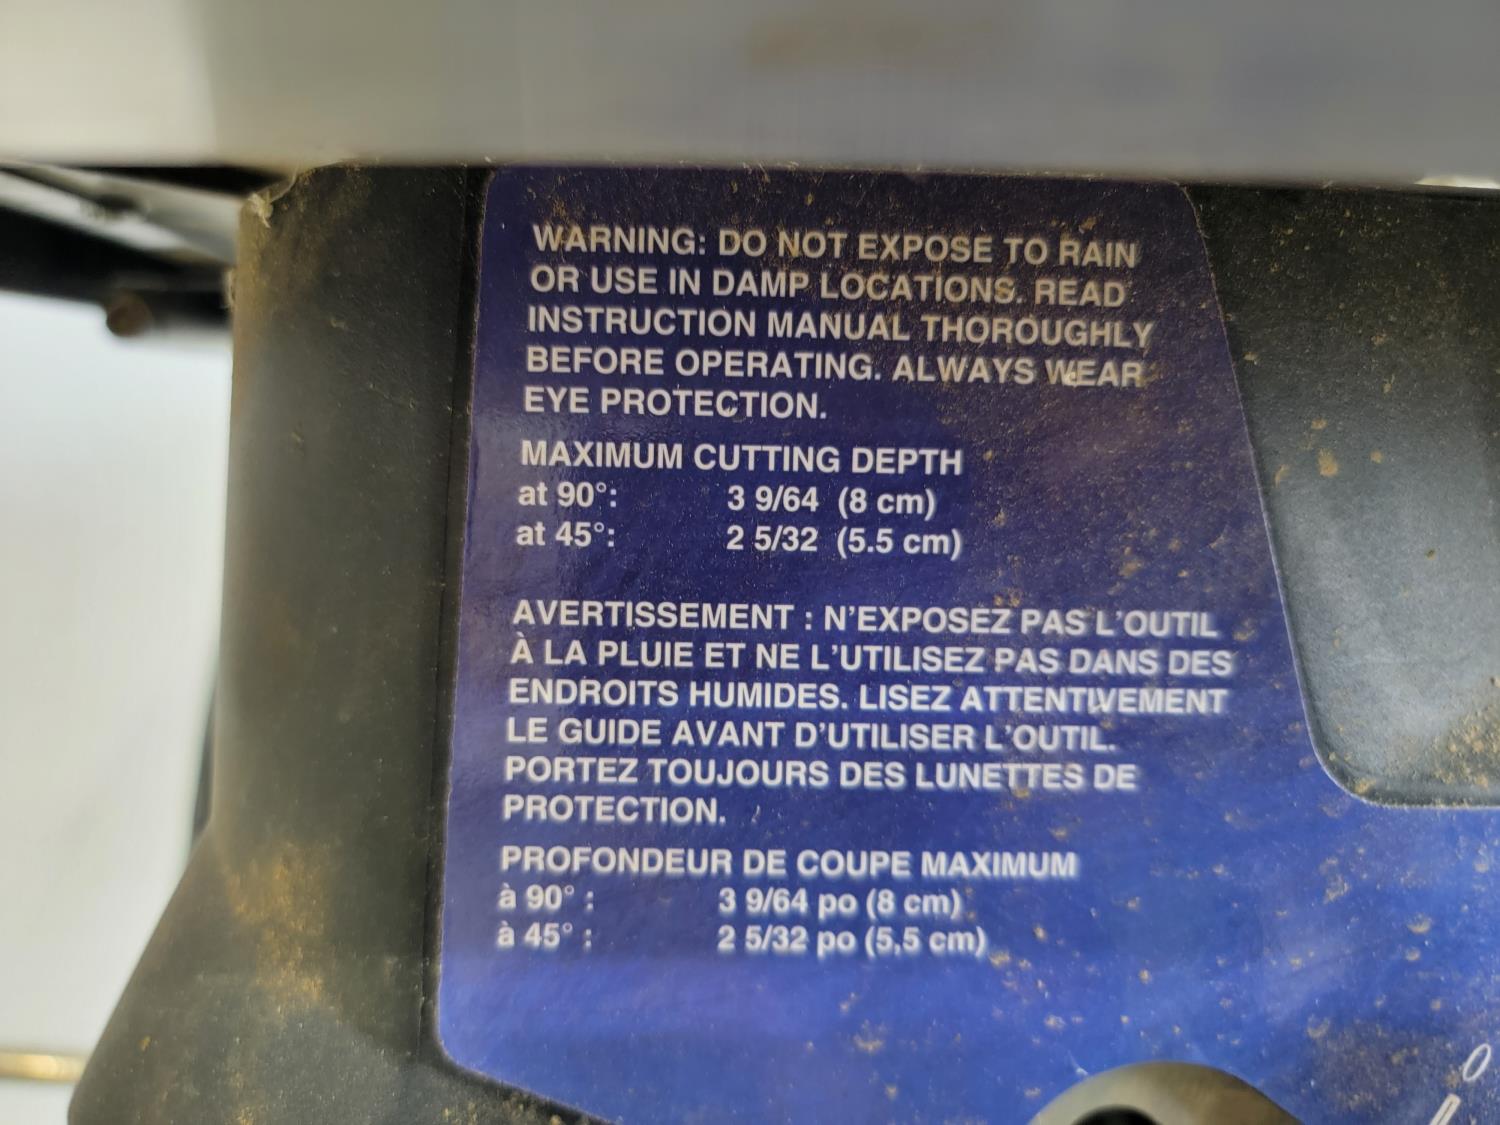 WARNING: DO NOT EXPOSE TO RAIN
OR USE IN DAMP LOCATIONS. READ
INSTRUCTION MANUAL THOROUGHLY
BEFORE OPERATING. ALWAYS WEAR
EYE PROTECTION.
MAXIMUM CUTTING DEPTH
at 90°: 3 9/64 (8 cm)
at 45°: 2 5/32 (5.5 cm)
AVERTISSEMENT : N'EXPOSEZ PAS L'OUTIL
À LA PLUIE ET NE L'UTILISEZ PAS DANS DES
ENDROITS HUMIDES. LISEZ ATTENTIVEMENT
LE GUIDE AVANT D'UTILISER L'OUTIL.
PORTEZ TOUJOURS DES LUNETTES DE
PROTECTION.
PROFONDEUR DE COUPE MAXIMUM
à 90° : 3 9/64 po (8 cm)
à 45° : 2 5/32 po (5,5 cm)
0